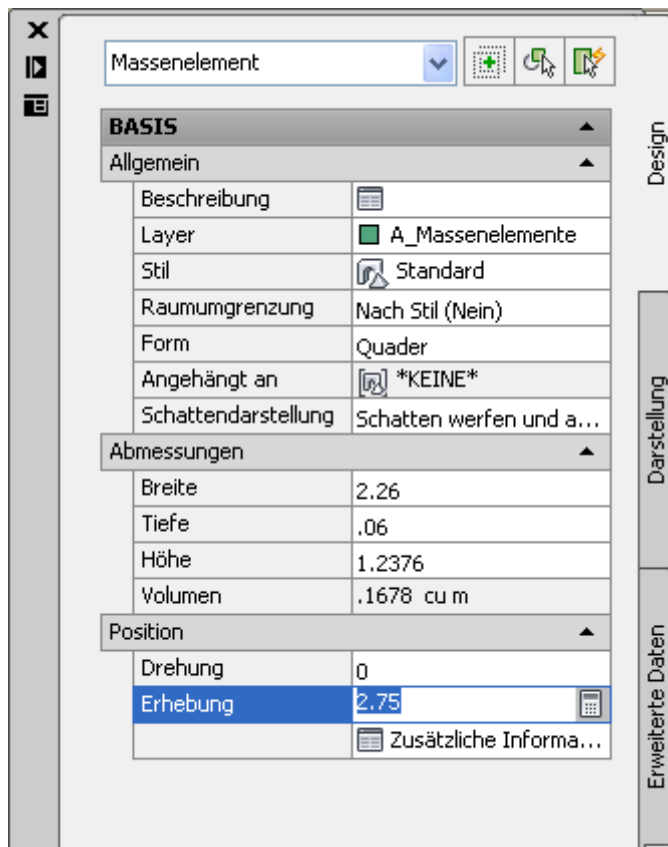 Massenelement
BASIS
Allgemein
Beschreibung
Layer A_Massenelemente
Stil Standard
Raumumgrenzung Nach Stil (Nein)
Form Quader
Angehängt an *KEINE*
Schattendarstellung Schatten werfen und a...
Abmessungen
Breite 2.26
Tiefe .06
Höhe 1.2376
Volumen .1678 cu m
Position
Drehung 0
Erhebung 2.75
Zusätzliche Informa...
Design
Darstellung
Erweiterte Daten